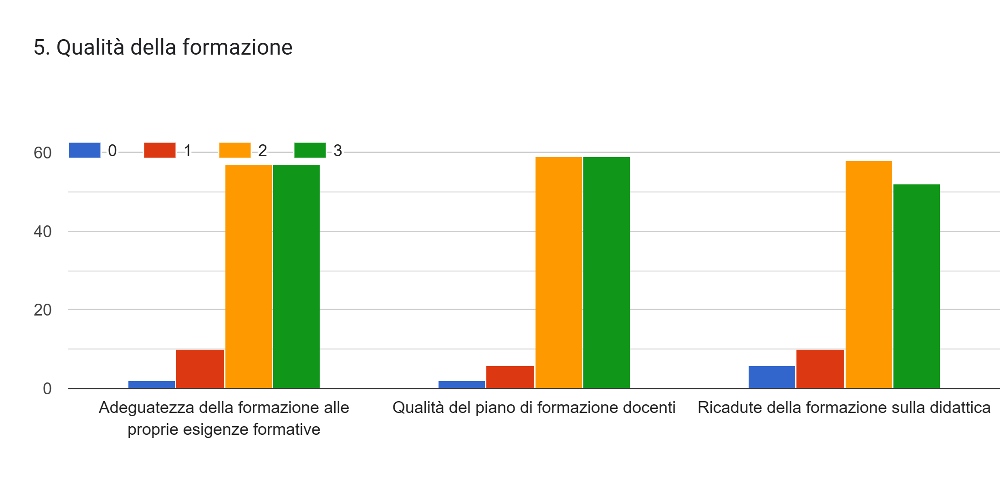 5. Qualità della formazione
60 0 1 2 3
40
20
0
Adeguatezza della formazione alle
proprie esigenze formative
Qualità del piano di formazione docenti
Ricadute della formazione sulla didattica